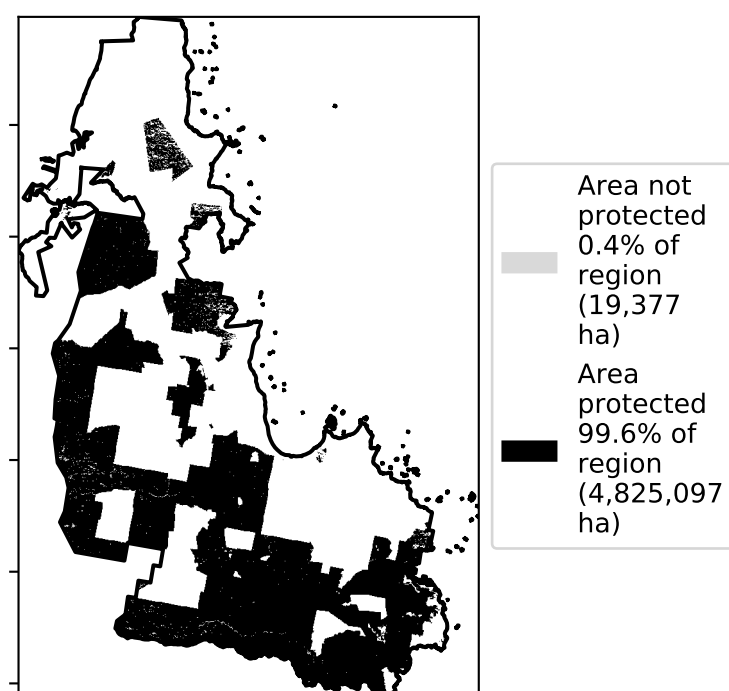 Area not
protected
0.4% of
region
(19,377
ha)
Area
protected
99.6% of
region
(4,825,097
ha)